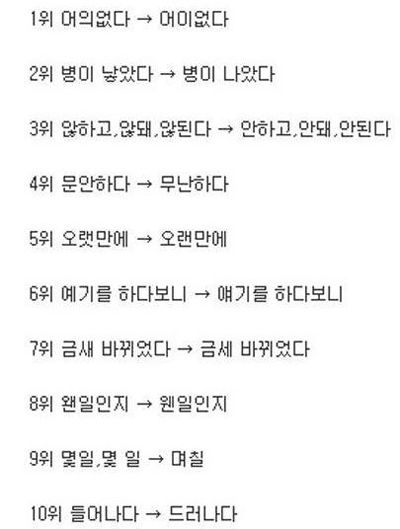 1위 어의없다 → 어이없다
2위 병이 낳았다 → 병이 나았다
3위 않하고,않돼,않된다 → 안하고,안돼,안된다
4위 문안하다 → 무난하다
5위 오랫만에 → 오랜만에
6위 예기를 하다보니 → 얘기를 하다보니
7위 금새 바뀌었다 → 금세 바뀌었다
8위 왠일인지 → 웬일인지
9위 몇일,몇 일 → 며칠
10위 들어나다 → 드러나다